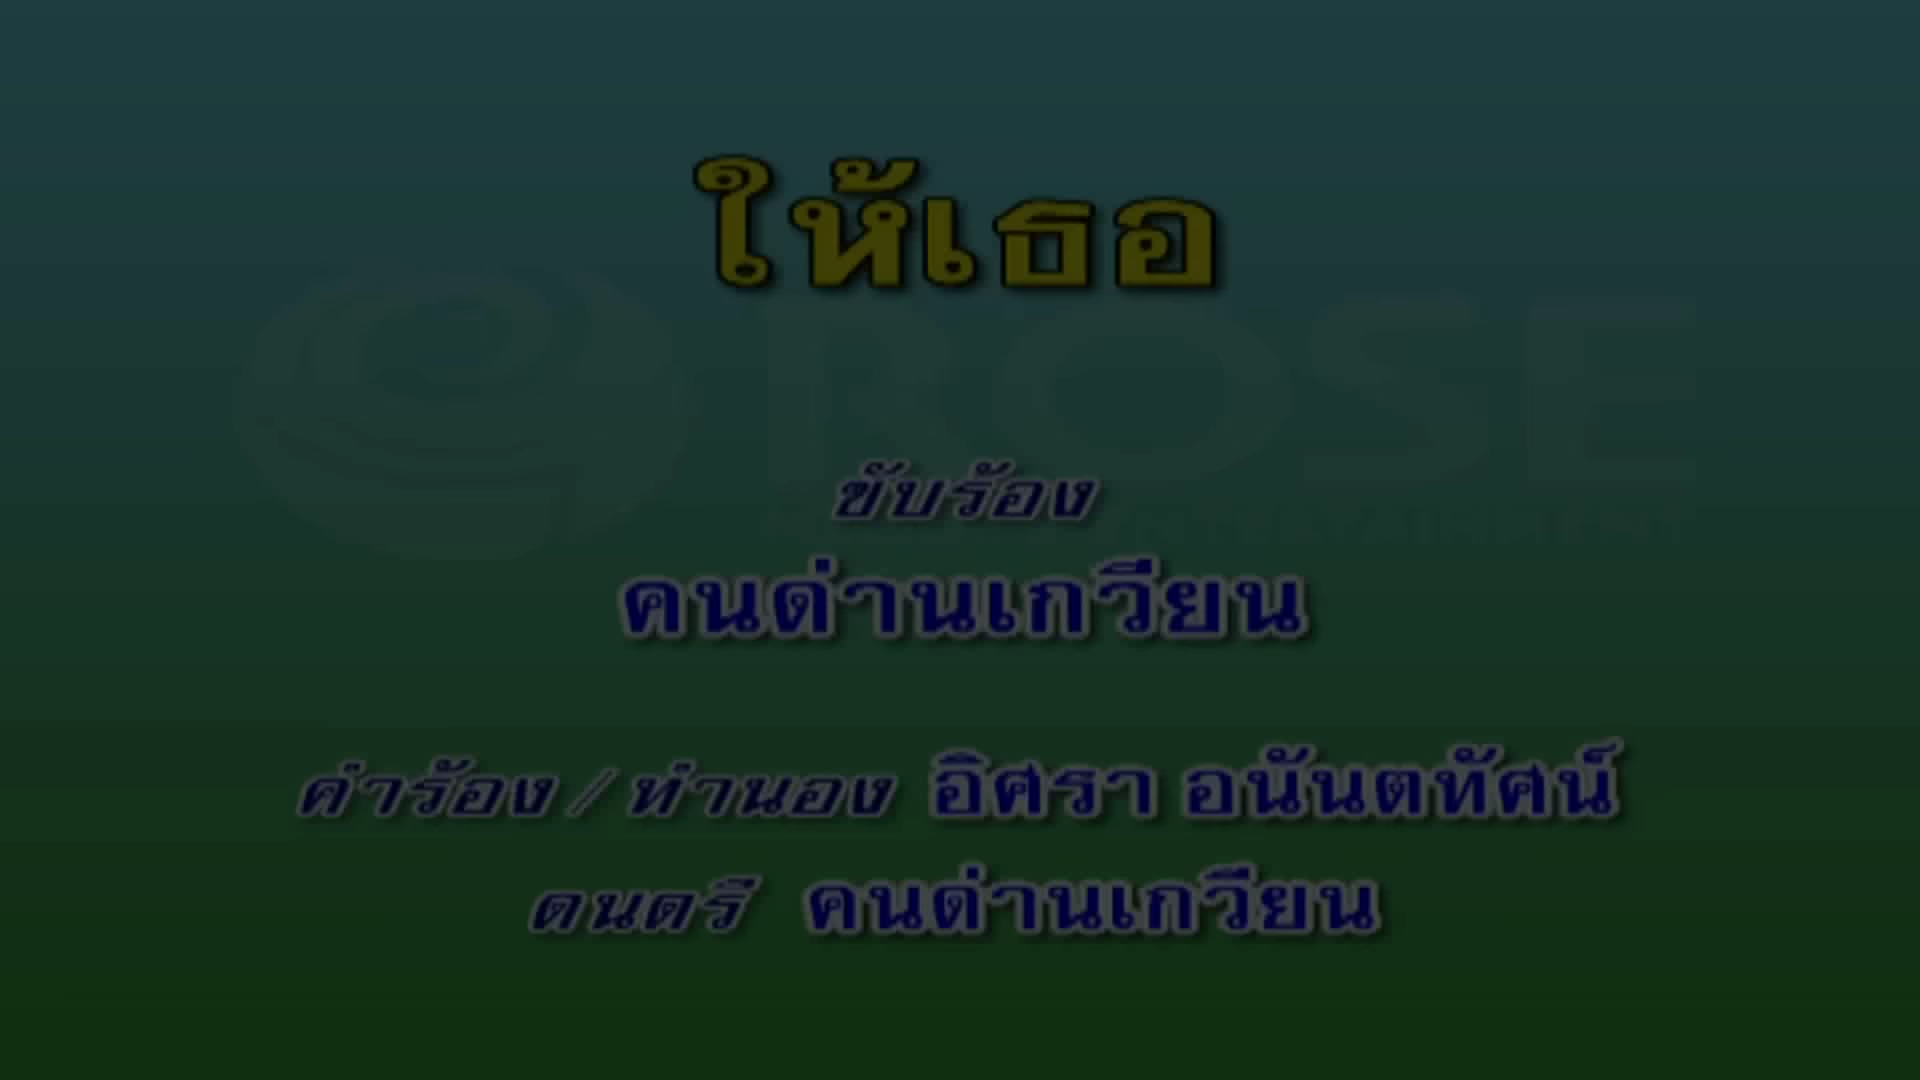 ให้เธอ
ROSE
ขับร้อง
คนด่านเกวียน
คำร้อง / ทำนอง อิศรา อนันตทัศน์
ดนตรี คนด่านเกวียน